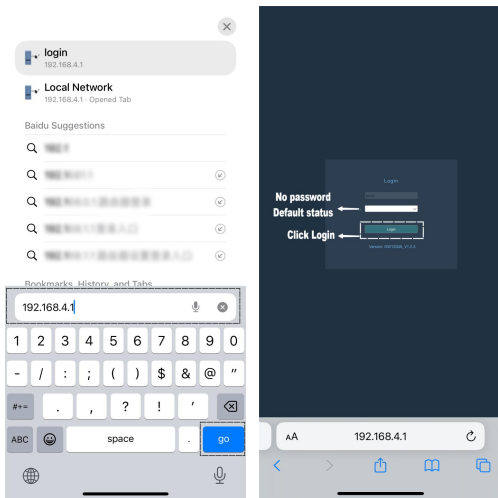 login
192.168.4.1
Local Network
192.168.4.1 · Opened Tab
Baidu Suggestions
Bookmarks, History, and Tabs
192.168.4.1
1 2 3 4 5 6 7 8 9 0
- / : ; ( ) $ & @ "
#+= . , ? ! '
ABC space . go
Login
No password
Default status
Click Login
Login
AA 192.168.4.1